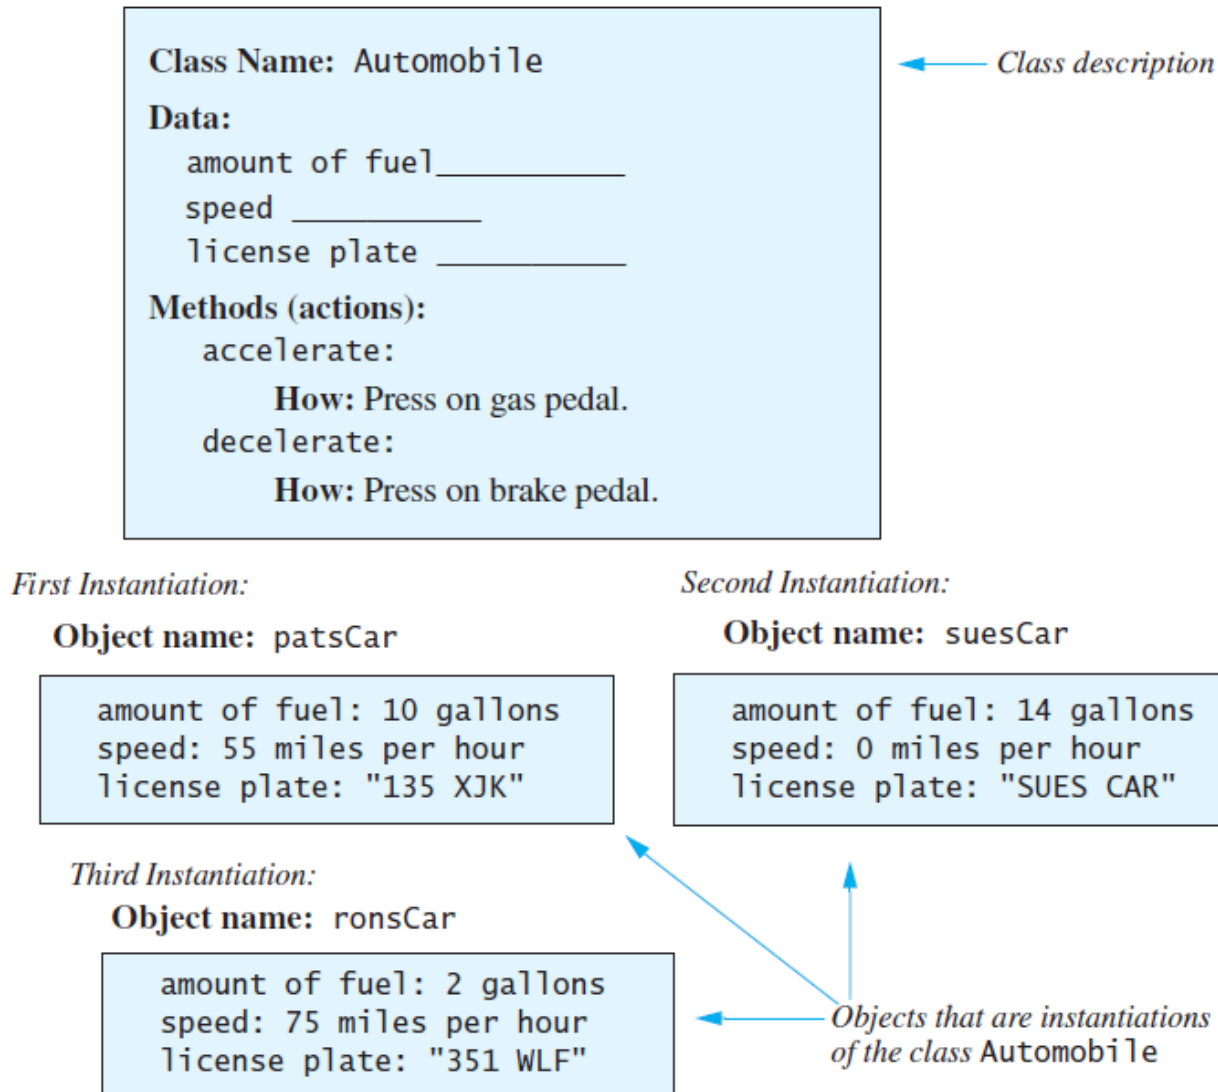 Class Name: Automobile
Class description
Data:
amount of fuel__________
speed __________
license plate __________
Methods (actions):
accelerate:
How: Press on gas pedal.
decelerate:
How: Press on brake pedal.
First Instantiation:
Object name: patsCar
amount of fuel: 10 gallons
speed: 55 miles per hour
license plate: "135 XJK"
Second Instantiation:
Object name: suesCar
amount of fuel: 14 gallons
speed: 0 miles per hour
license plate: "SUES CAR"
Third Instantiation:
Object name: ronsCar
amount of fuel: 2 gallons
speed: 75 miles per hour
license plate: "351 WLF"
Objects that are instantiations
of the class Automobile